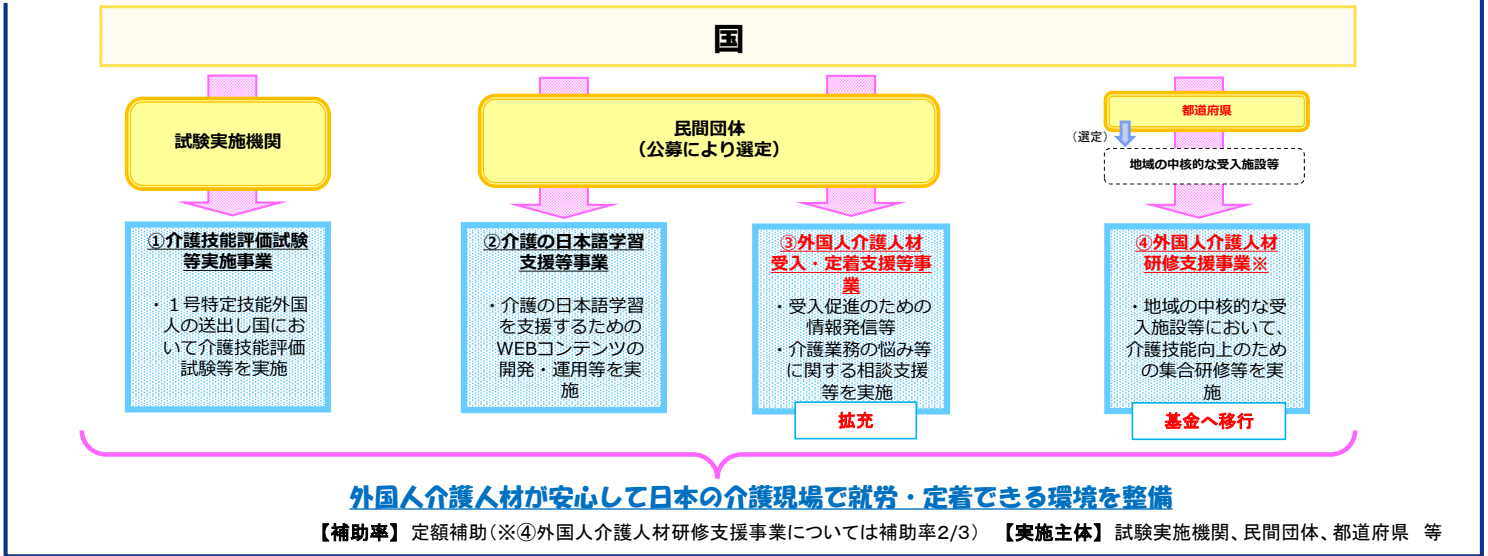 国
試験実施機関
民間団体
（公募により選定）
都道府県
（選定）
地域の中核的な受入施設等
①介護技能評価試験
等実施事業
・１号特定技能外国
人の送出し国にお
いて介護技能評価
試験等を実施
②介護の日本語学習
支援等事業
・介護の日本語学習
を支援するための
WEBコンテンツの
開発・運用等を実
施
③外国人介護人材
受入・定着支援等事
業
・受入促進のための
情報発信等
・介護業務の悩み等
に関する相談支援
等を実施
拡充
④外国人介護人材
研修支援事業※
・地域の中核的な受
入施設等において、
介護技能向上のため
の集合研修等を実
施
基金へ移行
外国人介護人材が安心して日本の介護現場で就労・定着できる環境を整備
【補助率】 定額補助（※④外国人介護人材研修支援事業については補助率2/3） 【実施主体】 試験実施機関、民間団体、都道府県 等